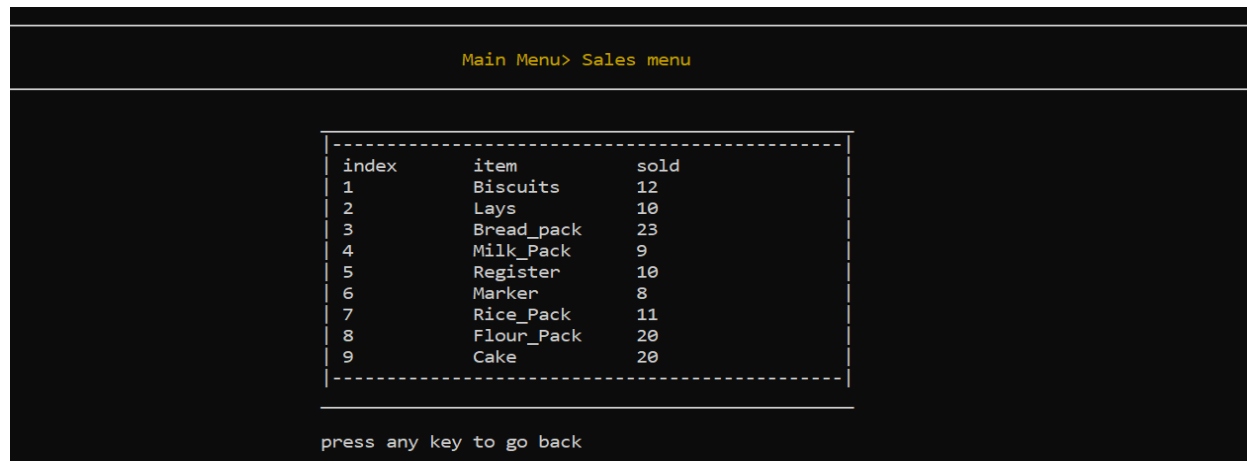 Main Menu> Sales menu
index item sold
1 Biscuits 12
2 Lays 10
3 Bread_pack 23
4 Milk_Pack 9
5 Register 10
6 Marker 8
7 Rice_Pack 11
8 Flour_Pack 20
9 Cake 20
press any key to go back